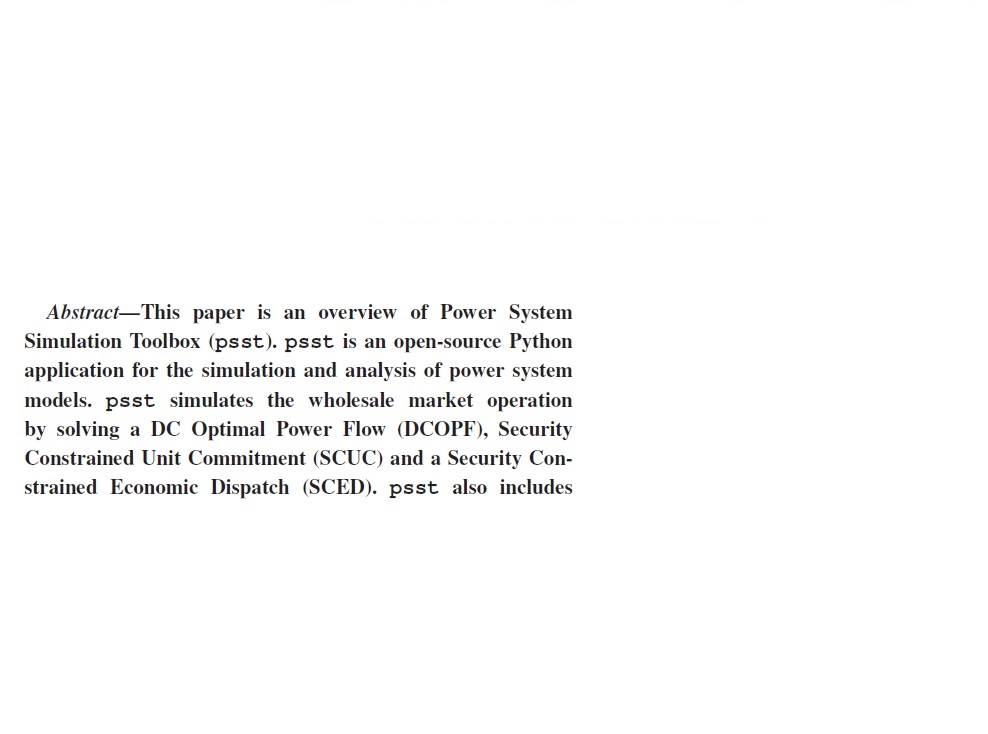 Abstract—This paper is an overview of Power System
Simulation Toolbox (psst). psst is an open-source Python
application for the simulation and analysis of power system
models. psst simulates the wholesale market operation
by solving a DC Optimal Power Flow (DCOPF), Security
Constrained Unit Commitment (SCUC) and a Security Con-
strained Economic Dispatch (SCED). psst also includes